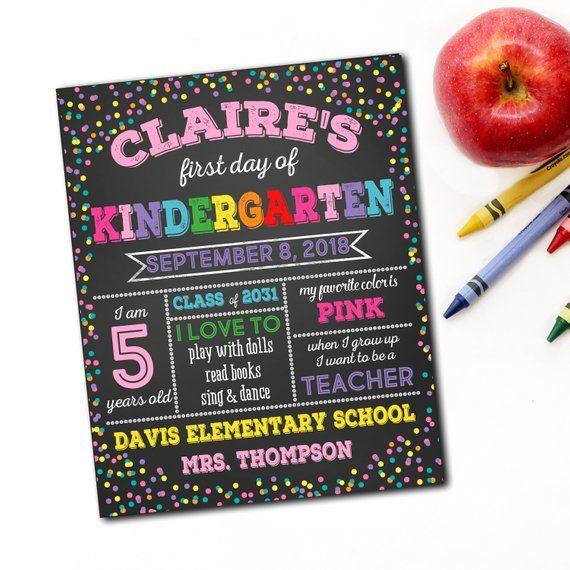 CLAIRE'S
first day of
KINDERGARTEN
SEPTEMBER 8, 2018
I am
5
years old
CLASS of 2031
I LOVE TO
play with dolls
read books
sing & dance
my favorite color is
PINK
when I grow up
I want to be a
TEACHER
DAVIS ELEMENTARY SCHOOL
MRS. THOMPSON
Crayola